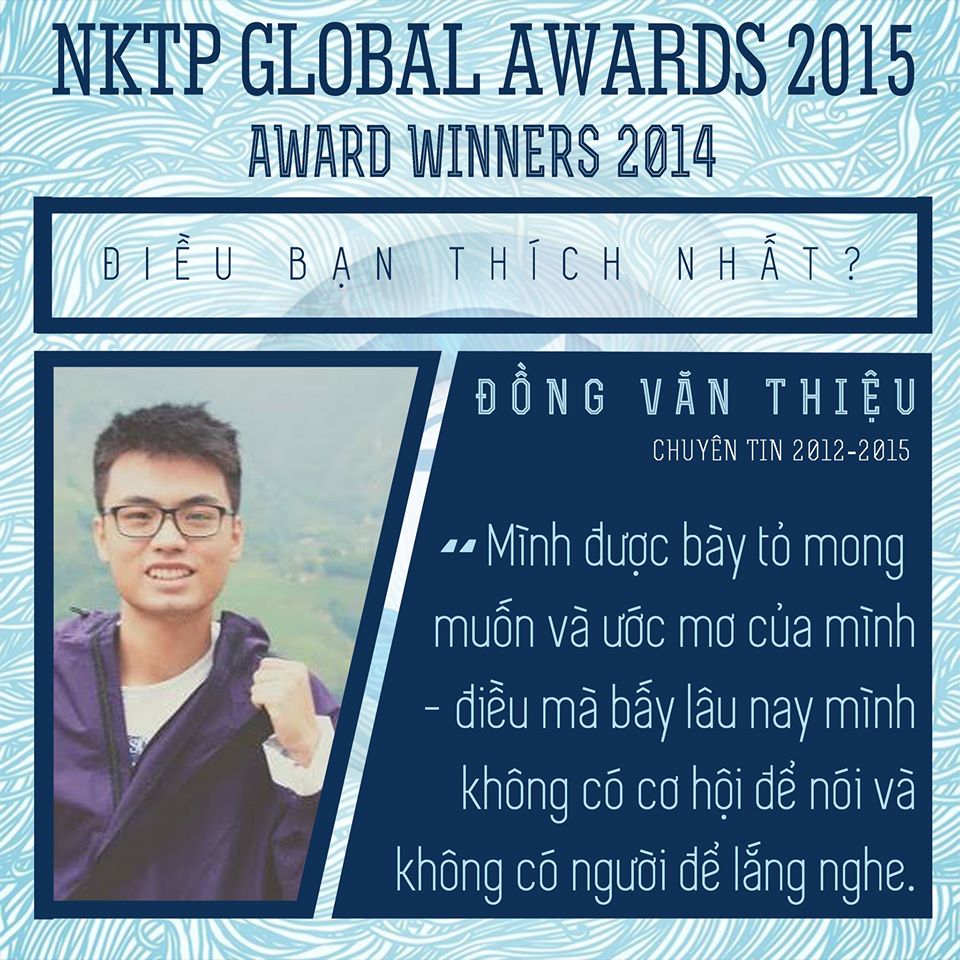 NKTP GLOBAL AWARDS 2015
AWARD WINNERS 2014
ĐIỀU BẠN THÍCH NHẤT?
ĐỒNG VĂN THIỆU
CHUYÊN TIN 2012-2015
“Mình được bày tỏ mong
muốn và ước mơ của mình
- điều mà bấy lâu nay mình
không có cơ hội để nói và
không có người để lắng nghe.